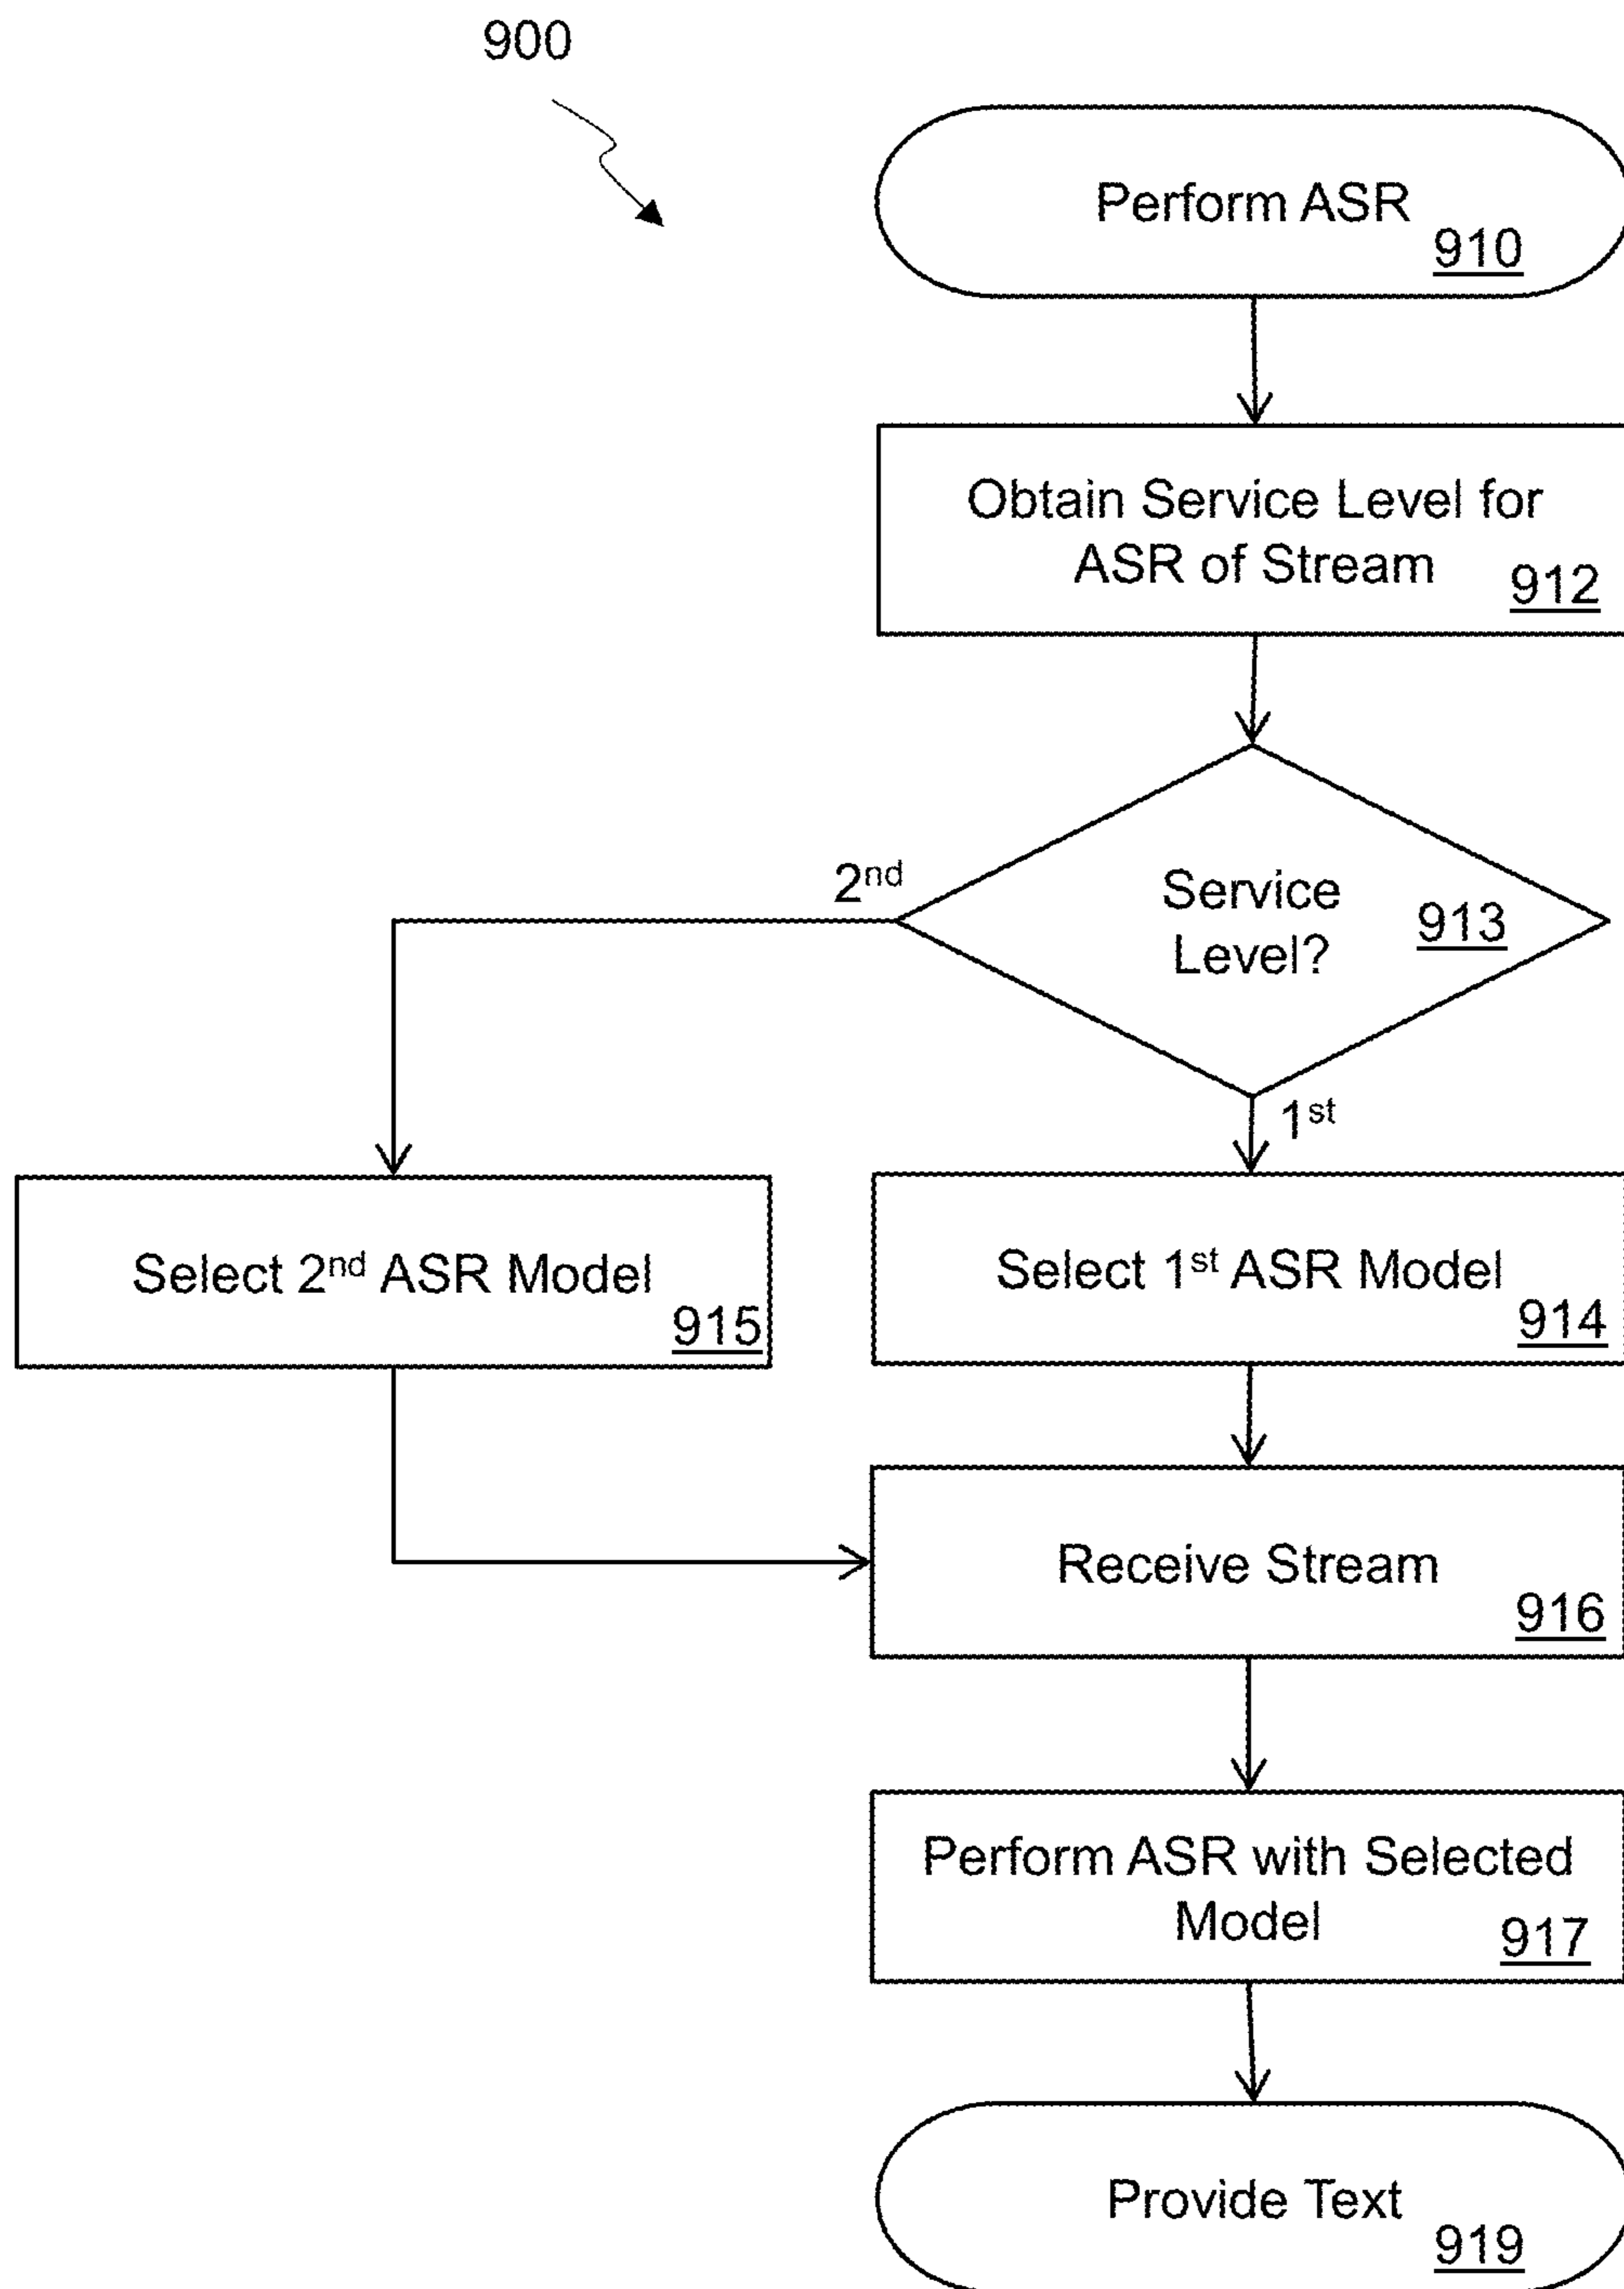 900
Perform ASR
910
Obtain Service Level for
ASR of Stream
912
2nd
Service
Level?
913
1st
Select 2nd ASR Model
915
Select 1st ASR Model
914
Receive Stream
916
Perform ASR with Selected
Model
917
Provide Text
919